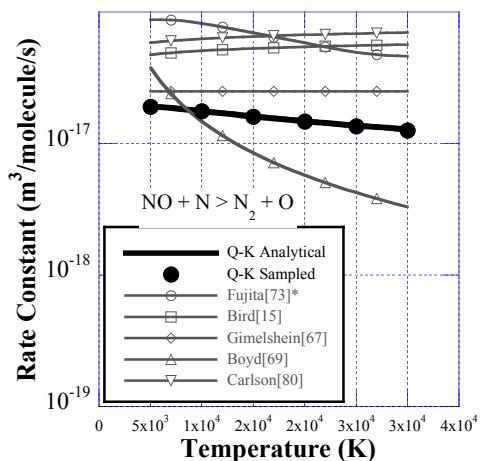 Rate Constant (m³/molecule/s)
10⁻¹⁷
10⁻¹⁸
10⁻¹⁹
NO + N > N₂ + O
Q-K Analytical
Q-K Sampled
Fujita[73]*
Bird[15]
Gimelshein[67]
Boyd[69]
Carlson[80]
0 5x10³ 1x10⁴ 2x10⁴ 2x10⁴ 3x10⁴ 3x10⁴ 4x10⁴
Temperature (K)